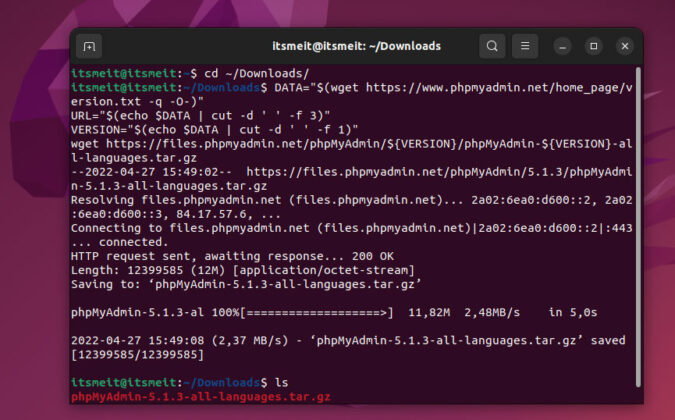 itsmeit@itsmeit: ~/Downloads
itsmeit@itsmeit:~$ cd ~/Downloads/
itsmeit@itsmeit:~/Downloads$ DATA="$(wget https://www.phpmyadmin.net/home_page/v
ersion.txt -q -O-)"
URL="$(echo $DATA | cut -d ' ' -f 3)"
VERSION="$(echo $DATA | cut -d ' ' -f 1)"
wget https://files.phpmyadmin.net/phpMyAdmin/${VERSION}/phpMyAdmin-${VERSION}-al
l-languages.tar.gz
--2022-04-27 15:49:02--  https://files.phpmyadmin.net/phpMyAdmin/5.1.3/phpMyAdmi
n-5.1.3-all-languages.tar.gz
Resolving files.phpmyadmin.net (files.phpmyadmin.net)... 2a02:6ea0:d600::2, 2a02
:6ea0:d600::3, 84.17.57.6, ...
Connecting to files.phpmyadmin.net (files.phpmyadmin.net)|2a02:6ea0:d600::2|:443
... connected.
HTTP request sent, awaiting response... 200 OK
Length: 12399585 (12M) [application/octet-stream]
Saving to: ‘phpMyAdmin-5.1.3-all-languages.tar.gz’
phpMyAdmin-5.1.3-al 100%[===================>]  11,82M  2,48MB/s    in 5,0s
2022-04-27 15:49:08 (2,37 MB/s) - ‘phpMyAdmin-5.1.3-all-languages.tar.gz’ saved
[12399585/12399585]
itsmeit@itsmeit:~/Downloads$ ls
phpMyAdmin-5.1.3-all-languages.tar.gz